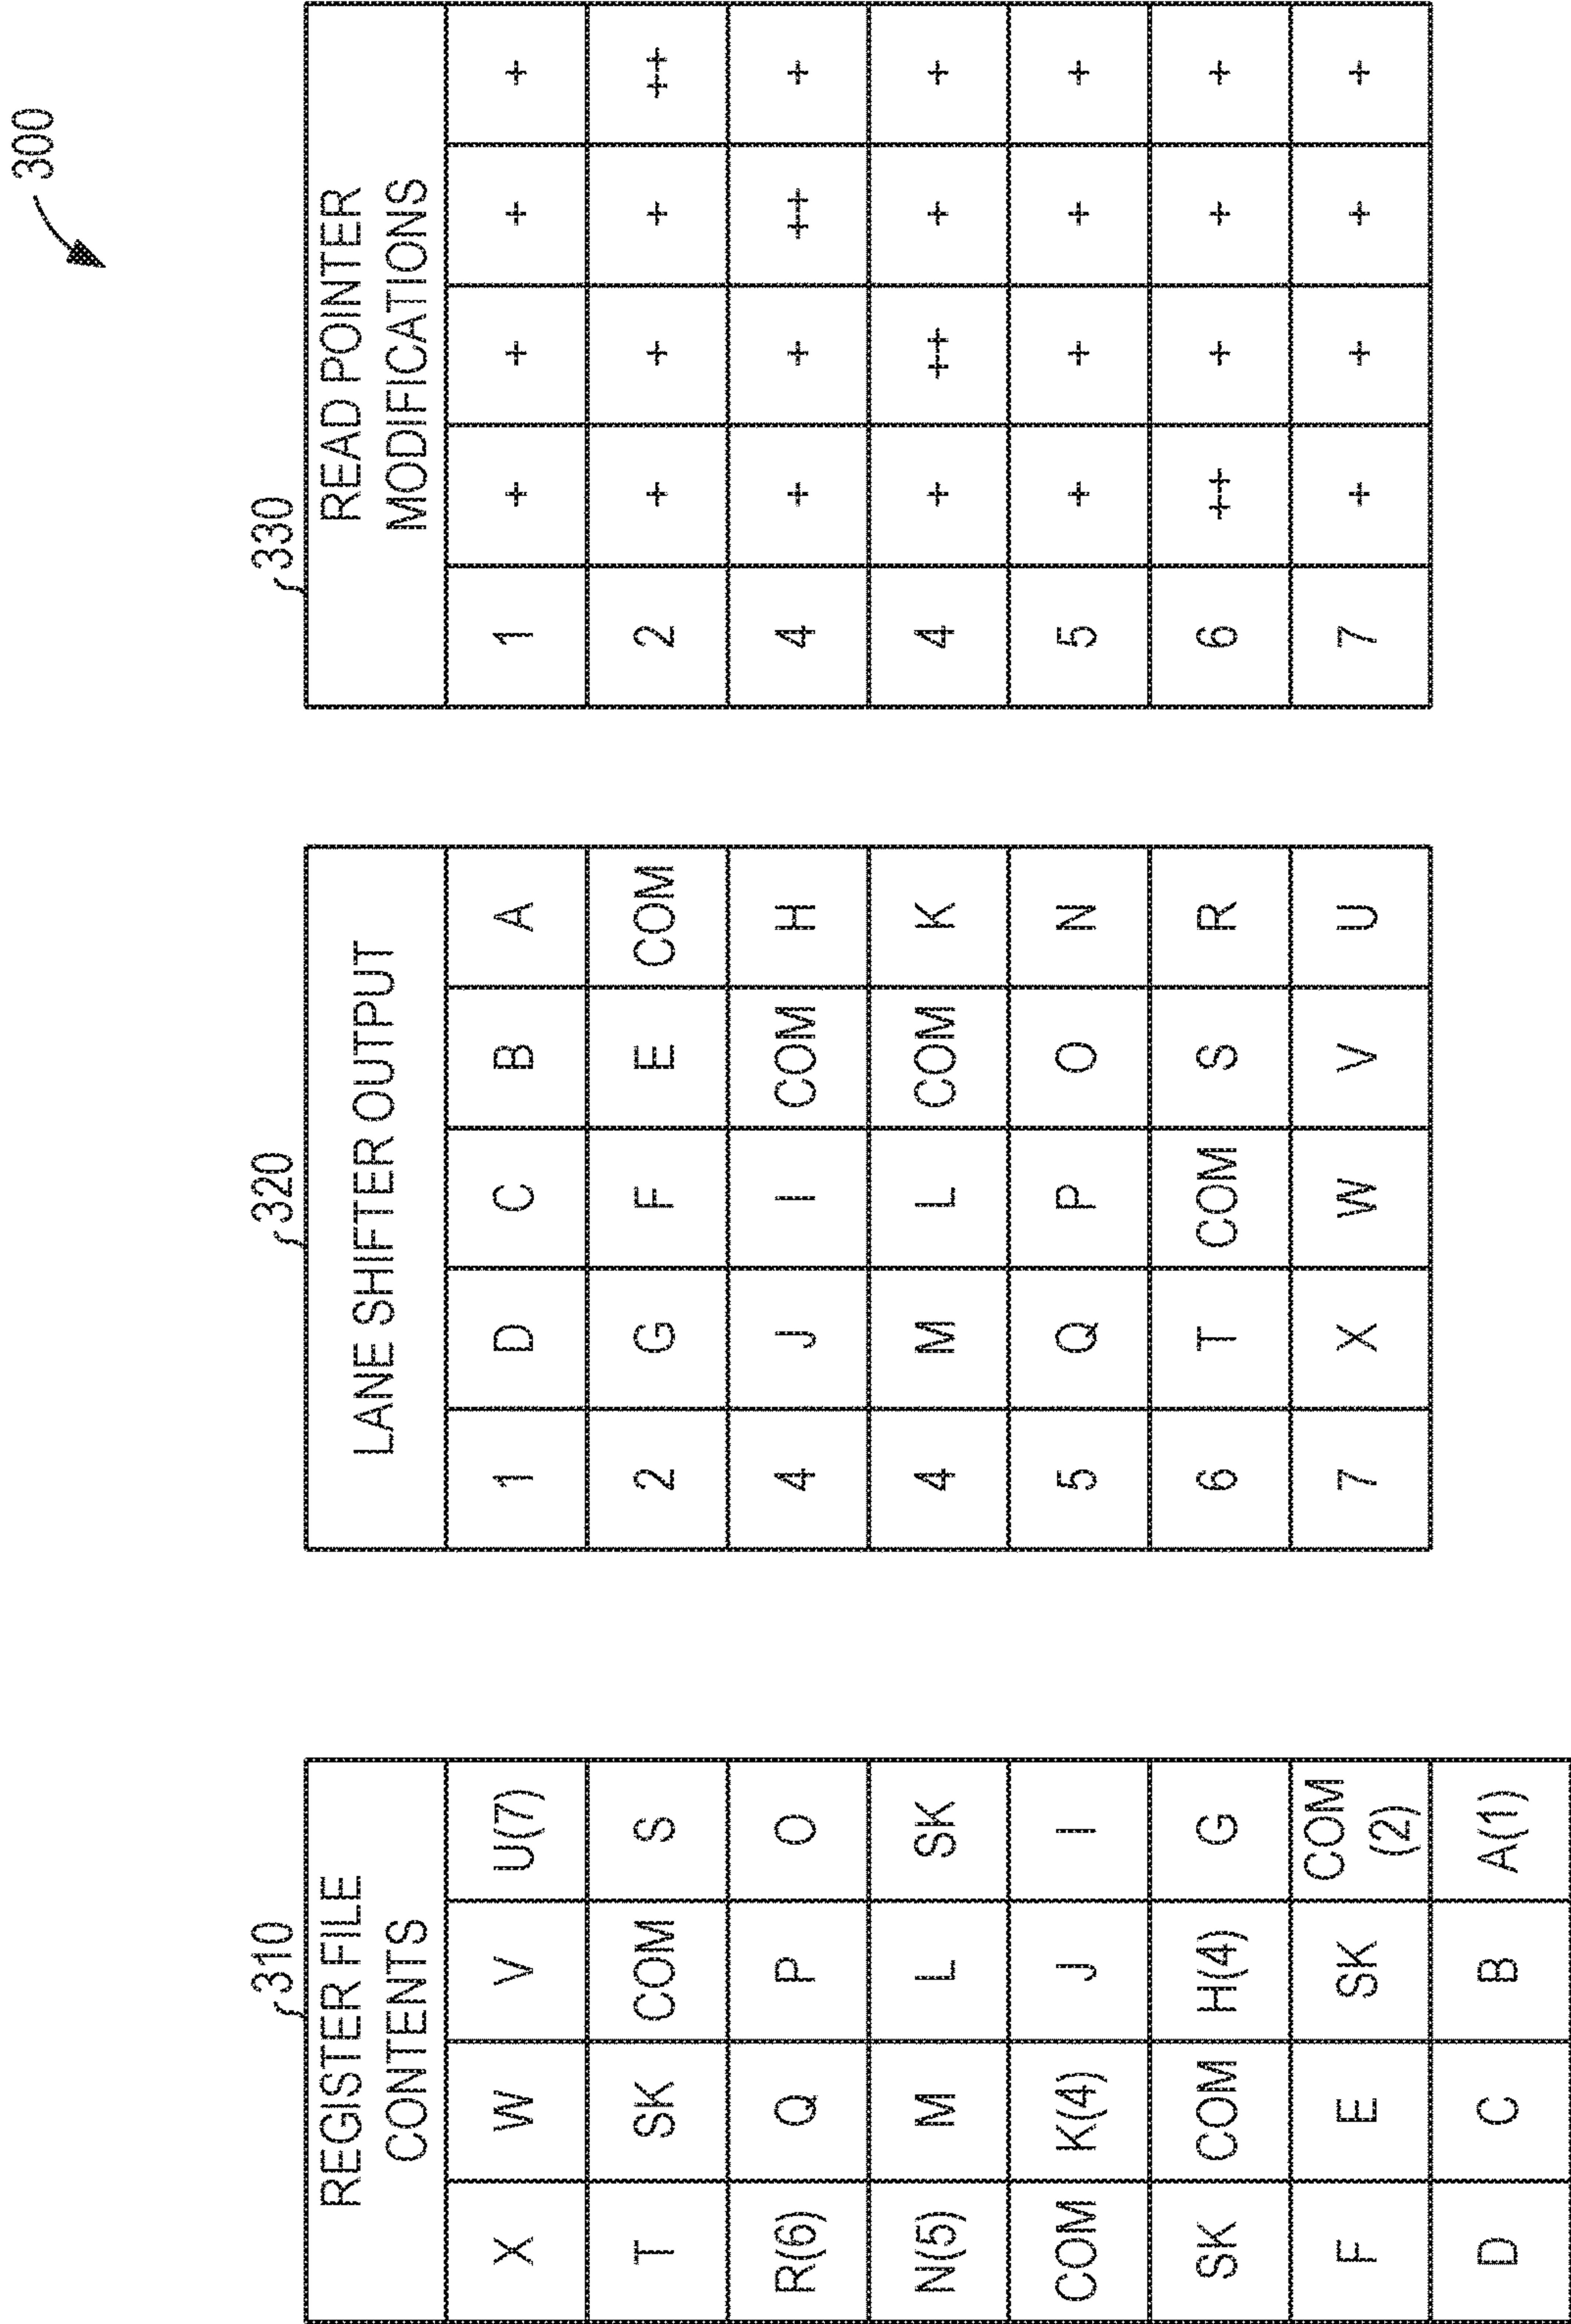 300
310
REGISTER FILE
CONTENTS
X W V U(7)
T SK COM S
R(6) Q P O
N(5) M L SK
COM K(4) J I
SK COM H(4) G
F E SK COM
(2)
D C B A(1)
320
LANE SHIFTER OUTPUT
1 D C B A
2 G F E COM
4 J I COM H
4 M L COM K
5 Q P O N
6 T COM S R
7 X W V U
330
READ POINTER
MODIFICATIONS
1 + + + +
2 + + + ++
4 + + ++ +
4 + ++ + +
5 + + + +
6 ++ + + +
7 + + + +